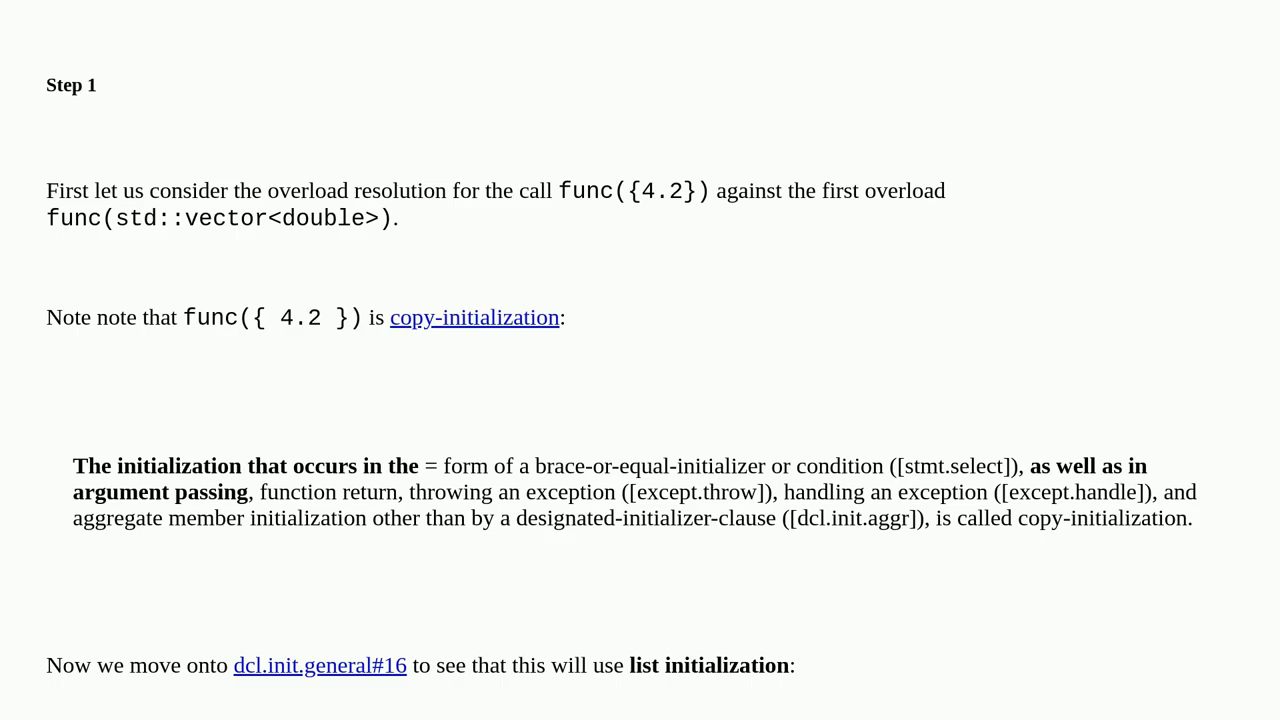 Step 1
First let us consider the overload resolution for the call func({4.2}) against the first overload
func(std::vector<double>).
Note note that func({ 4.2 }) is copy-initialization:
The initialization that occurs in the = form of a brace-or-equal-initializer or condition ([stmt.select]), as well as in
argument passing, function return, throwing an exception ([except.throw]), handling an exception ([except.handle]), and
aggregate member initialization other than by a designated-initializer-clause ([dcl.init.aggr]), is called copy-initialization.
Now we move onto dcl.init.general#16 to see that this will use list initialization: